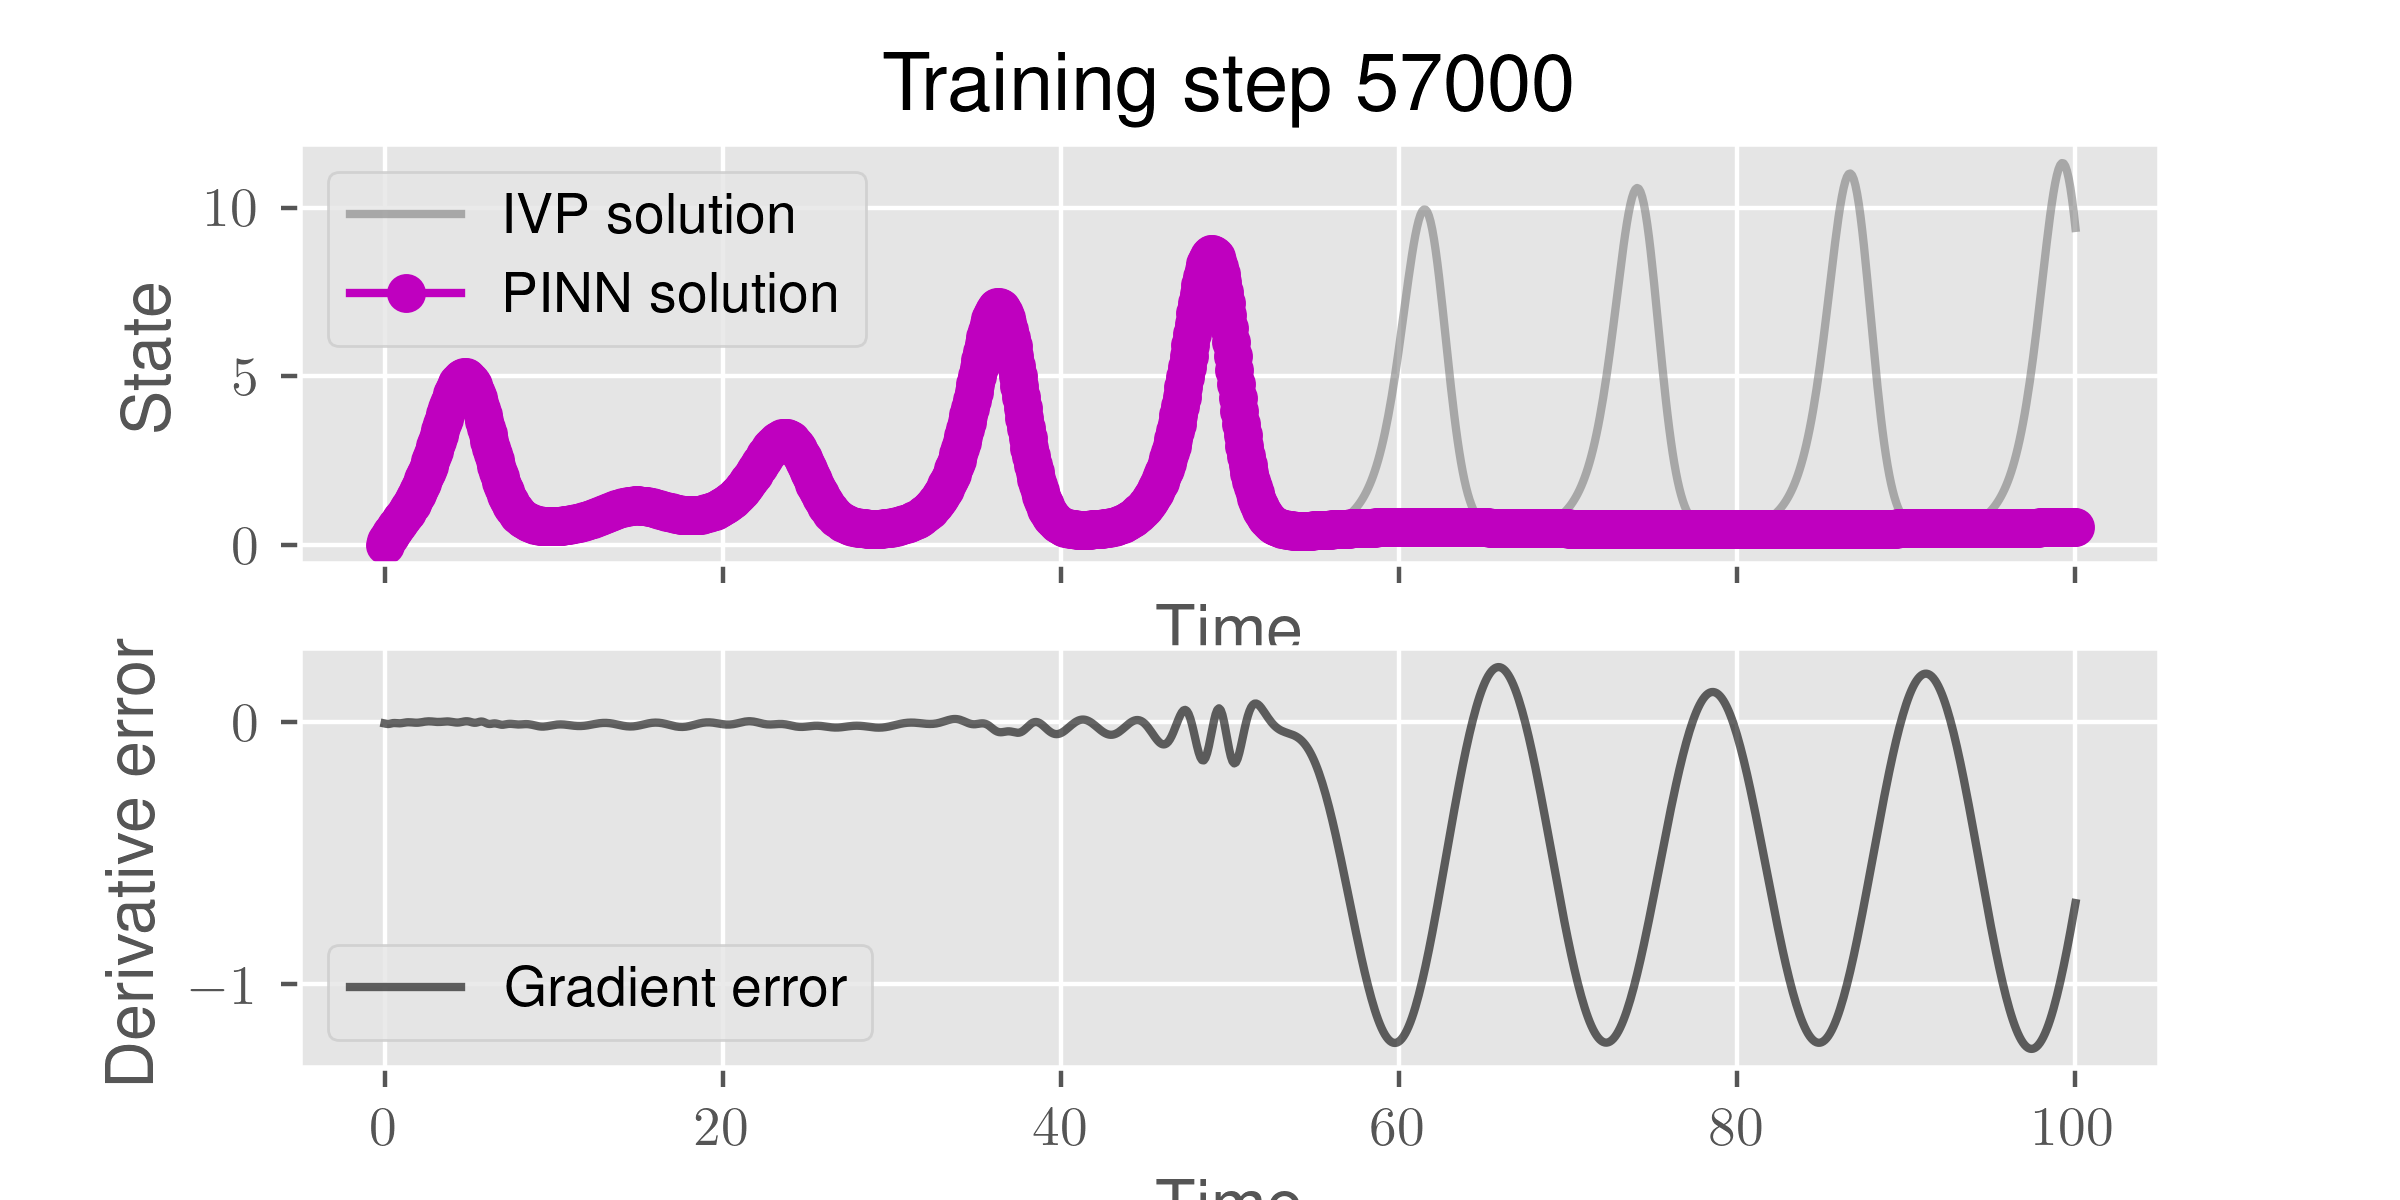 Training step 57000
10
5
0
State
IVP solution
PINN solution
Time
0
−1
Derivative error
Gradient error
0 20 40 60 80 100
Time